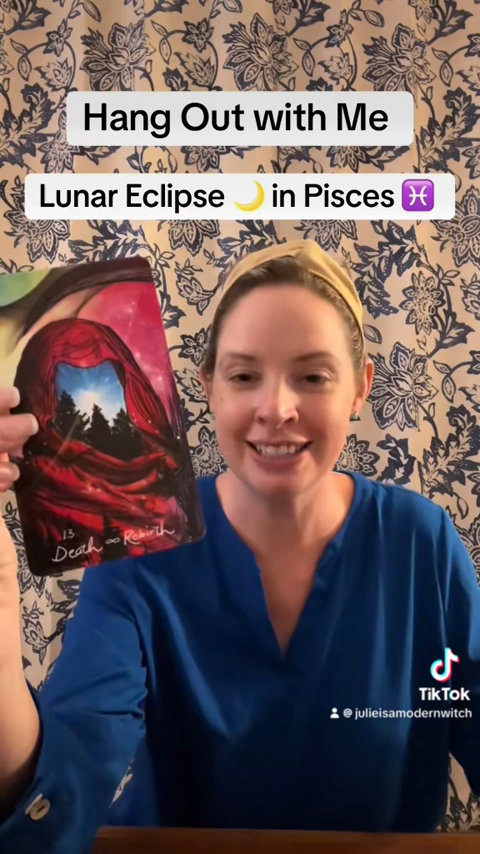 Hang Out with Me
Lunar Eclipse 🌙 in Pisces ♓
13
Death ∞ Rebirth
TikTok
@julieisamodernwitch